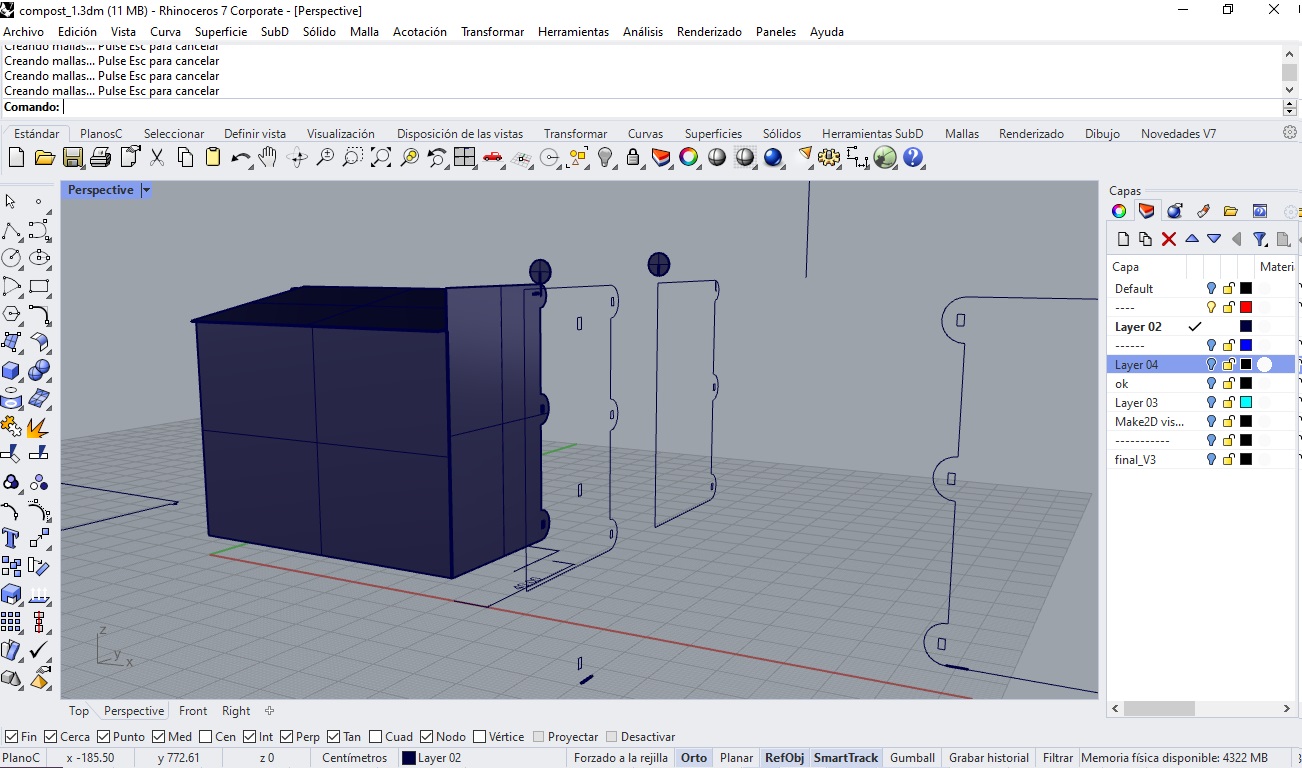 compost_1.3dm (11 MB) - Rhinoceros 7 Corporate - [Perspective]
Archivo Edición Vista Curva Superficie SubD Sólido Malla Acotación Transformar Herramientas Análisis Renderizado Paneles Ayuda
Creando mallas... Pulse Esc para cancelar
Creando mallas... Pulse Esc para cancelar
Creando mallas... Pulse Esc para cancelar
Creando mallas... Pulse Esc para cancelar
Comando:
Estándar PlanosC Seleccionar Definir vista Visualización Disposición de las vistas Transformar Curvas Superficies Sólidos Herramientas SubD Mallas Renderizado Dibujo Novedades V7
Perspective
Capas
Capa Materi
Default
----
Layer 02
------
Layer 04
ok
Layer 03
Make2D vis...
-----------
final_V3
z
y
x
Top Perspective Front Right
Fin Cerca Punto Med Cen Int Perp Tan Cuad Nodo Vértice Proyectar Desactivar
PlanoC x -185.50 y 772.61 z 0 Centímetros Layer 02 Forzado a la rejilla Orto Planar RefObj SmartTrack Gumball Grabar historial Filtrar Memoria física disponible: 4322 MB